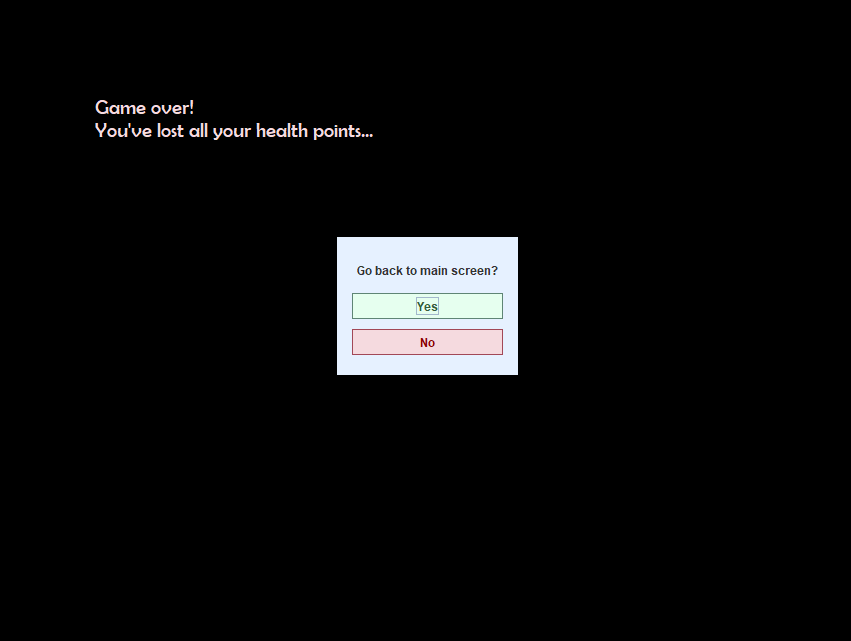 Game over!
You've lost all your health points...
Go back to main screen?
Yes
No